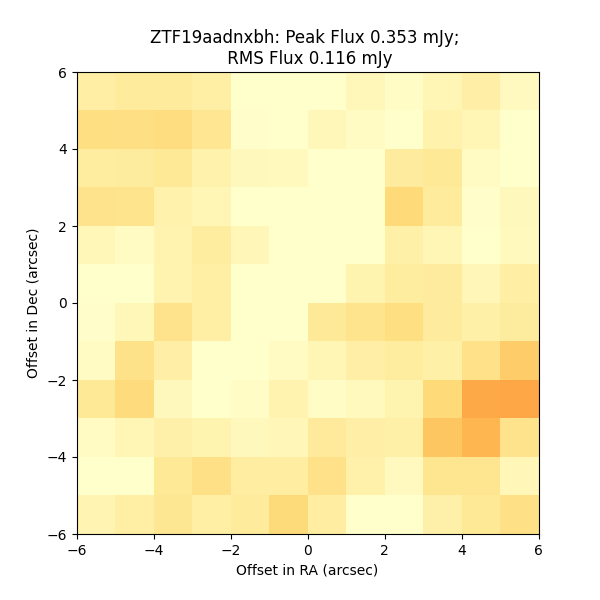 ZTF19aadnxbh: Peak Flux 0.353 mJy;
RMS Flux 0.116 mJy
6
4
2
0
−2
−4
−6
Offset in Dec (arcsec)
−6 −4 −2 0 2 4 6
Offset in RA (arcsec)